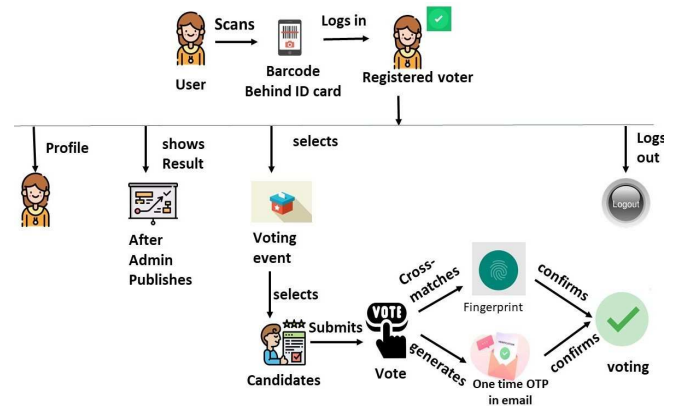 Scans
Logs in
User
Barcode
Behind ID card
Registered voter
Profile
shows
Result
selects
Logs
out
Logout
After
Admin
Publishes
Voting
event
selects
Candidates
Submits
VOTE
Vote
Cross-
matches
generates
Fingerprint
One time OTP
in email
confirms
confirms
voting